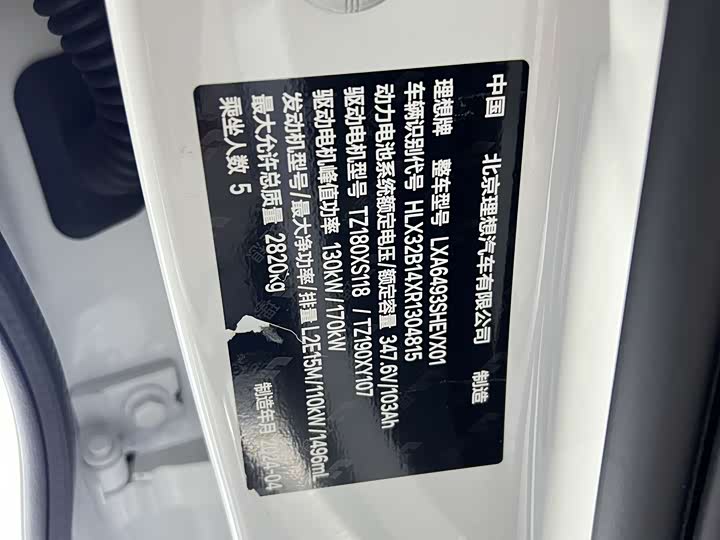 中国 北京理想汽车有限公司 制造
理想牌 整车型号 LXA6493SHEVX01
车辆识别代号 HLX32B14XR1304815
动力电池系统额定电压/额定容量 347.6V/103Ah
驱动电机型号 TZ180XS118 /TZ190XY107
驱动电机峰值功率 130kW/170kW
发动机型号/最大净功率/排量 L2E15M/110kW/1496mL
最大允许总质量 2820kg 制造年月 2024-04
乘坐人数 5